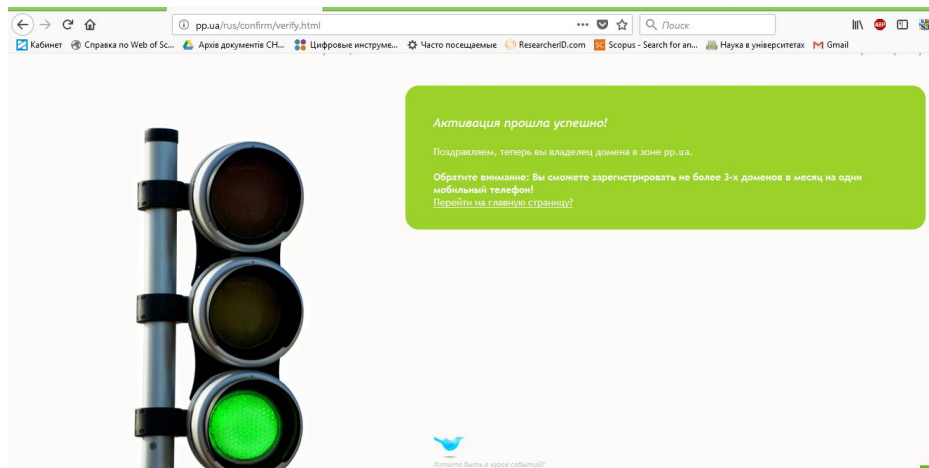 pp.ua/rus/confirm/verify.html
Поиск
Кабинет Справка по Web of Sc... Архів документів СН... Цифровые инструме... Часто посещаемые ResearcherID.com Scopus - Search for an... Наука в університетах Gmail
Активация прошла успешно!
Поздравляем, теперь вы владелец домена в зоне pp.ua.
Обратите внимание: Вы сможете зарегистрировать не более 3-х доменов в месяц на один
мобильный телефон!
Перейти на главную страницу?
Хотите быть в курсе событий?